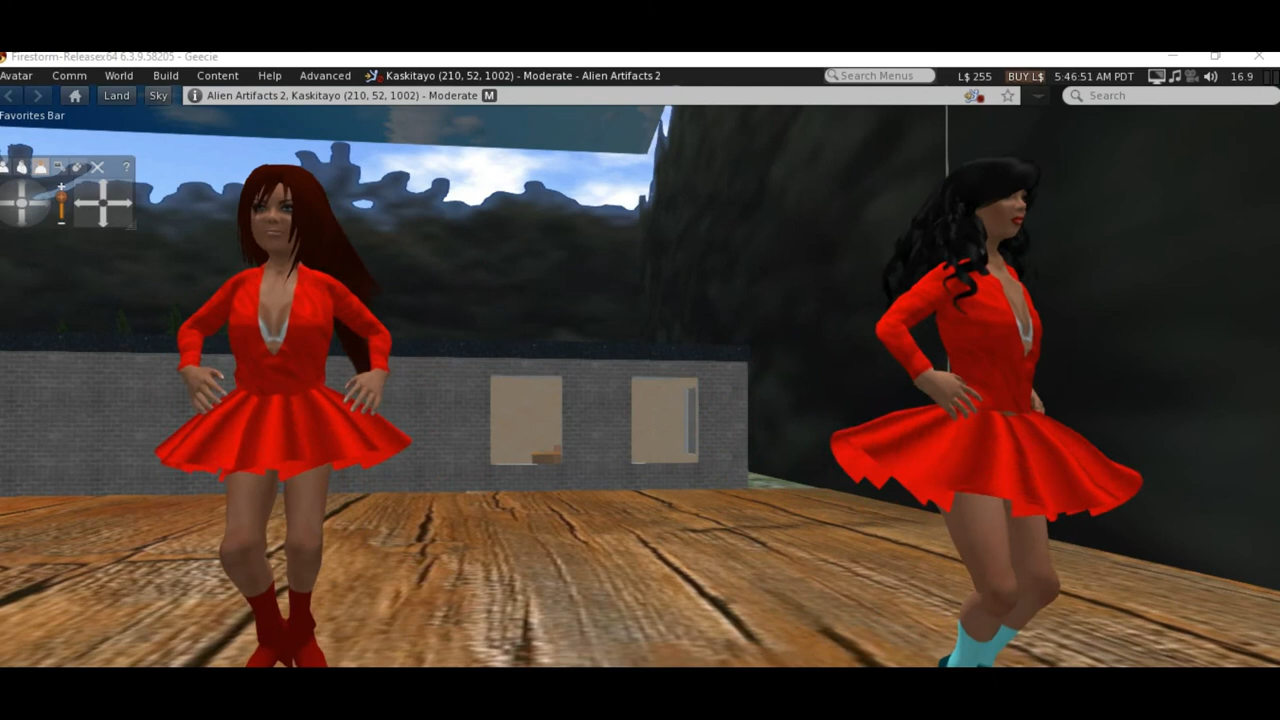 Firestorm-Releasex64 6.3.9.58205 - Geecie
Avatar Comm World Build Content Help Advanced Kaskitayo (210, 52, 1002) - Moderate - Alien Artifacts 2 Search Menus L$ 255 BUY L$ 5:46:51 AM PDT 16.9
Land Sky Alien Artifacts 2, Kaskitayo (210, 52, 1002) - Moderate M Search
Favorites Bar
?